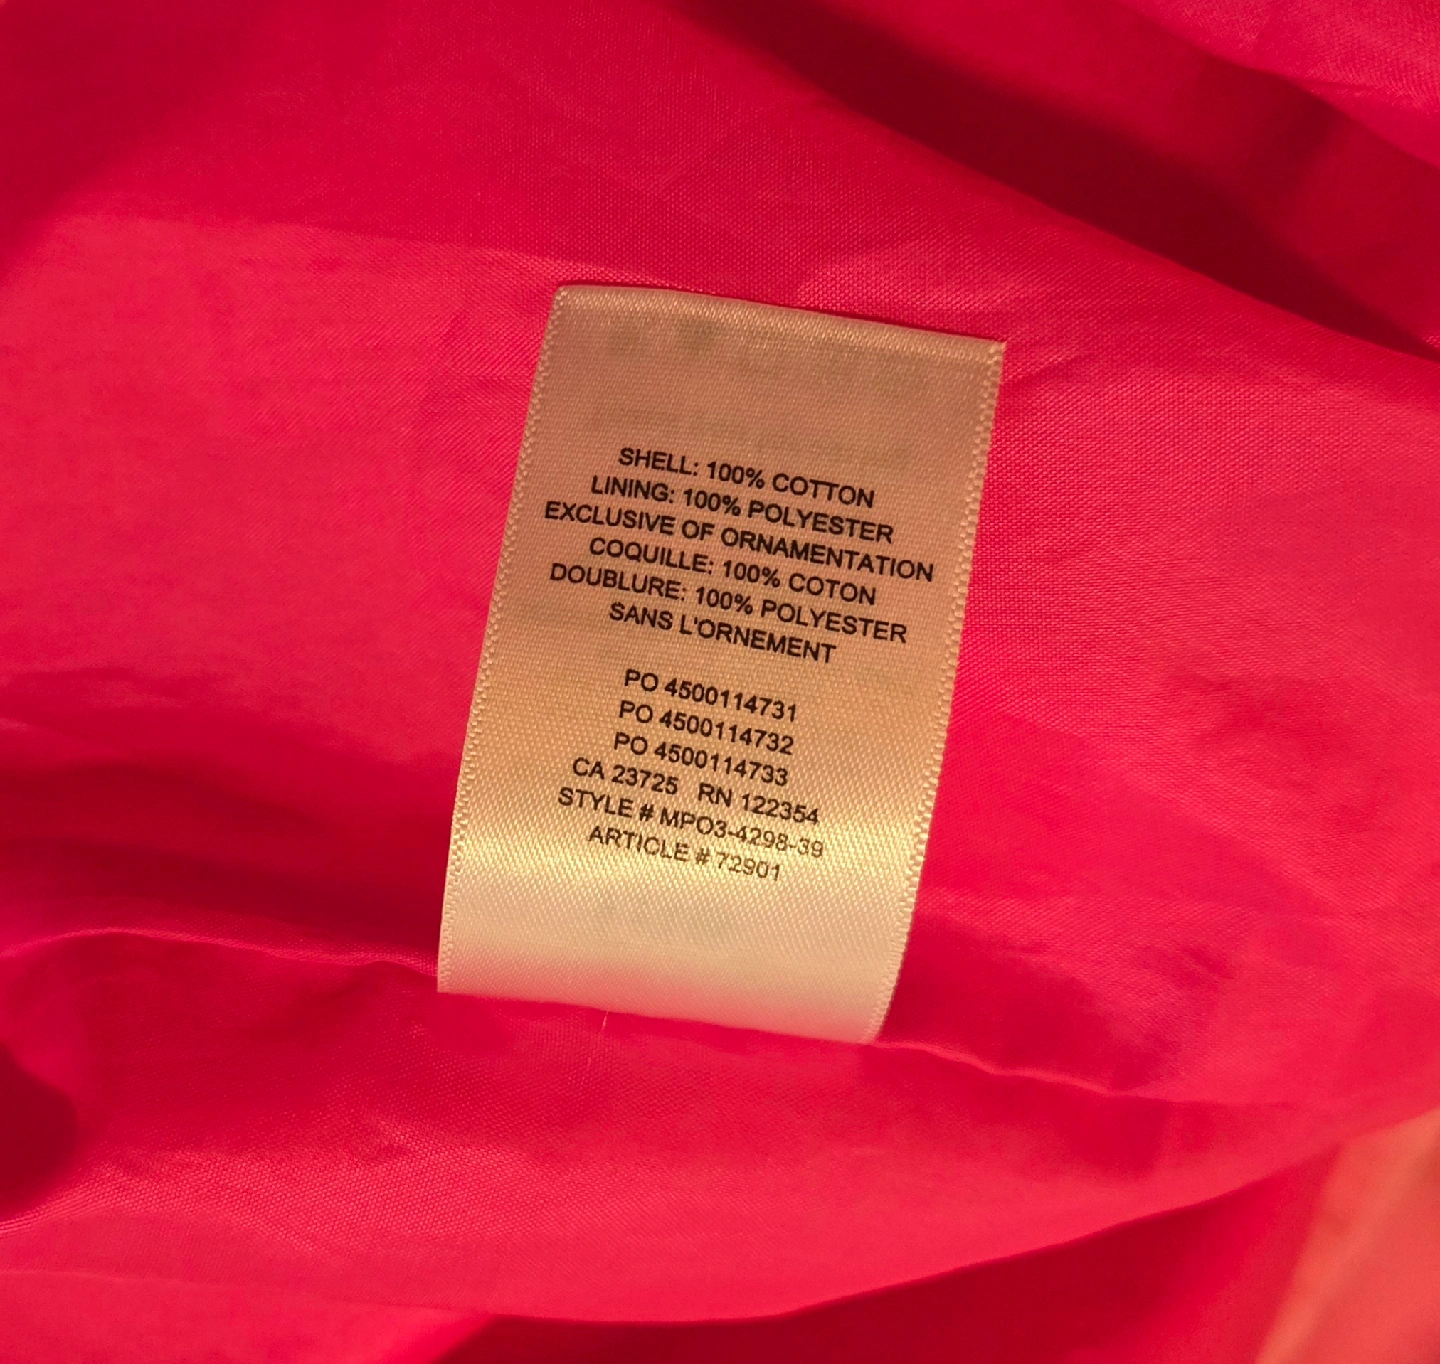 SHELL: 100% COTTON
LINING: 100% POLYESTER
EXCLUSIVE OF ORNAMENTATION
COQUILLE: 100% COTON
DOUBLURE: 100% POLYESTER
SANS L'ORNEMENT
PO 4500114731
PO 4500114732
PO 4500114733
CA 23725 RN 122354
STYLE # MPO3-4298-39
ARTICLE # 72901